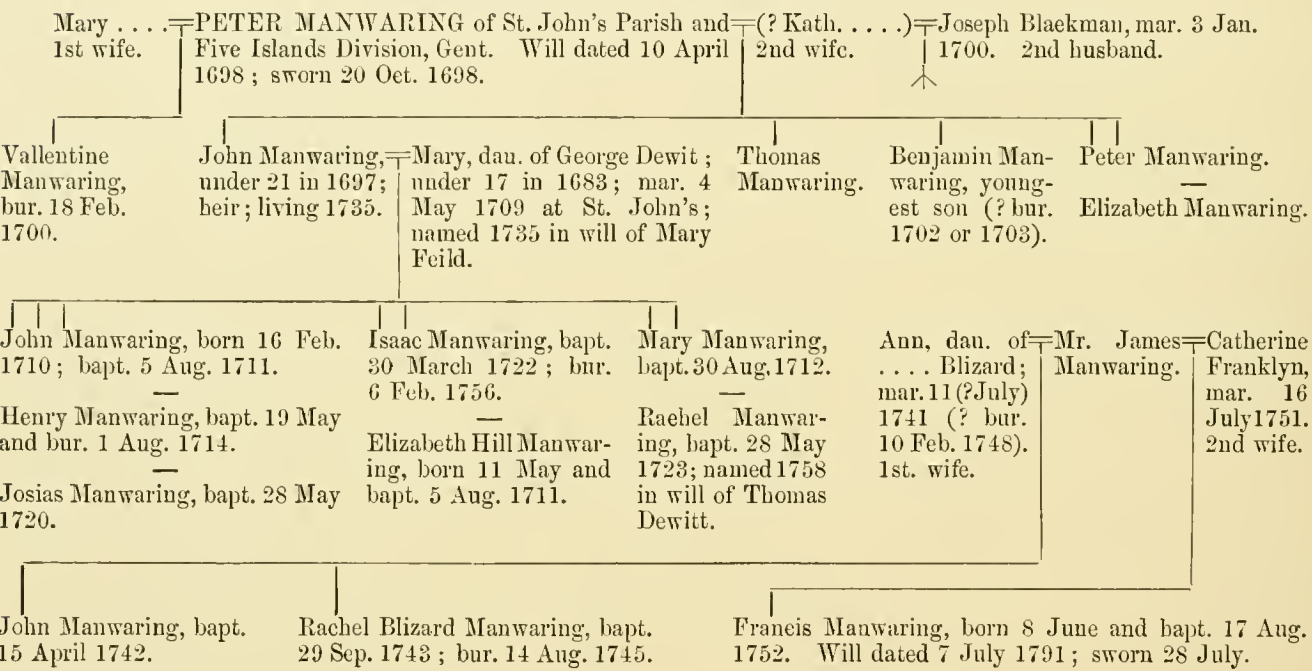 Mary . . . . PETER MANWARING of St. John's Parish and (? Kath. . . . . .) Joseph Blaekman, mar. 3 Jan.
1st wife. Five Islands Division, Gent. Will dated 10 April 2nd wife. 1700. 2nd husband.
1698 ; sworn 20 Oct. 1698.
Vallentine
Manwaring,
bur. 18 Feb.
1700.
John Manwaring,
under 21 in 1697;
heir; living 1735.
Mary, dau. of George Dewit ;
under 17 in 1683 ; mar. 4
May 1709 at St. John's ;
named 1735 in will of Mary
Feild.
Thomas
Manwaring.
Benjamin Man-
waring, young-
est son (? bur.
1702 or 1703).
Peter Manwaring.
—
Elizabeth Manwaring.
John Manwaring, born 16 Feb.
1710 ; bapt. 5 Aug. 1711.
—
Henry Manwaring, bapt. 19 May
and bur. 1 Aug. 1714.
—
Josias Manwaring, bapt. 28 May
1720.
Isaac Manwaring, bapt.
30 March 1722 ; bur.
6 Feb. 1756.
—
Elizabeth Hill Manwar-
ing, born 11 May and
bapt. 5 Aug. 1711.
Mary Manwaring,
bapt. 30 Aug. 1712.
—
Rachel Manwar-
ing, bapt. 28 May
1723; named 1758
in will of Thomas
Dewitt.
Ann, dau. of
. . . . Blizard ;
mar. 11 (?July)
1741 (? bur.
10 Feb. 1748).
1st. wife.
Mr. James
Manwaring.
Catherine
Franklyn,
mar. 16
July 1751.
2nd wife.
John Manwaring, bapt.
15 April 1742.
Rachel Blizard Manwaring, bapt.
29 Sep. 1743 ; bur. 14 Aug. 1745.
Francis Manwaring, born 8 June and bapt. 17 Aug.
1752. Will dated 7 July 1791 ; sworn 28 July.